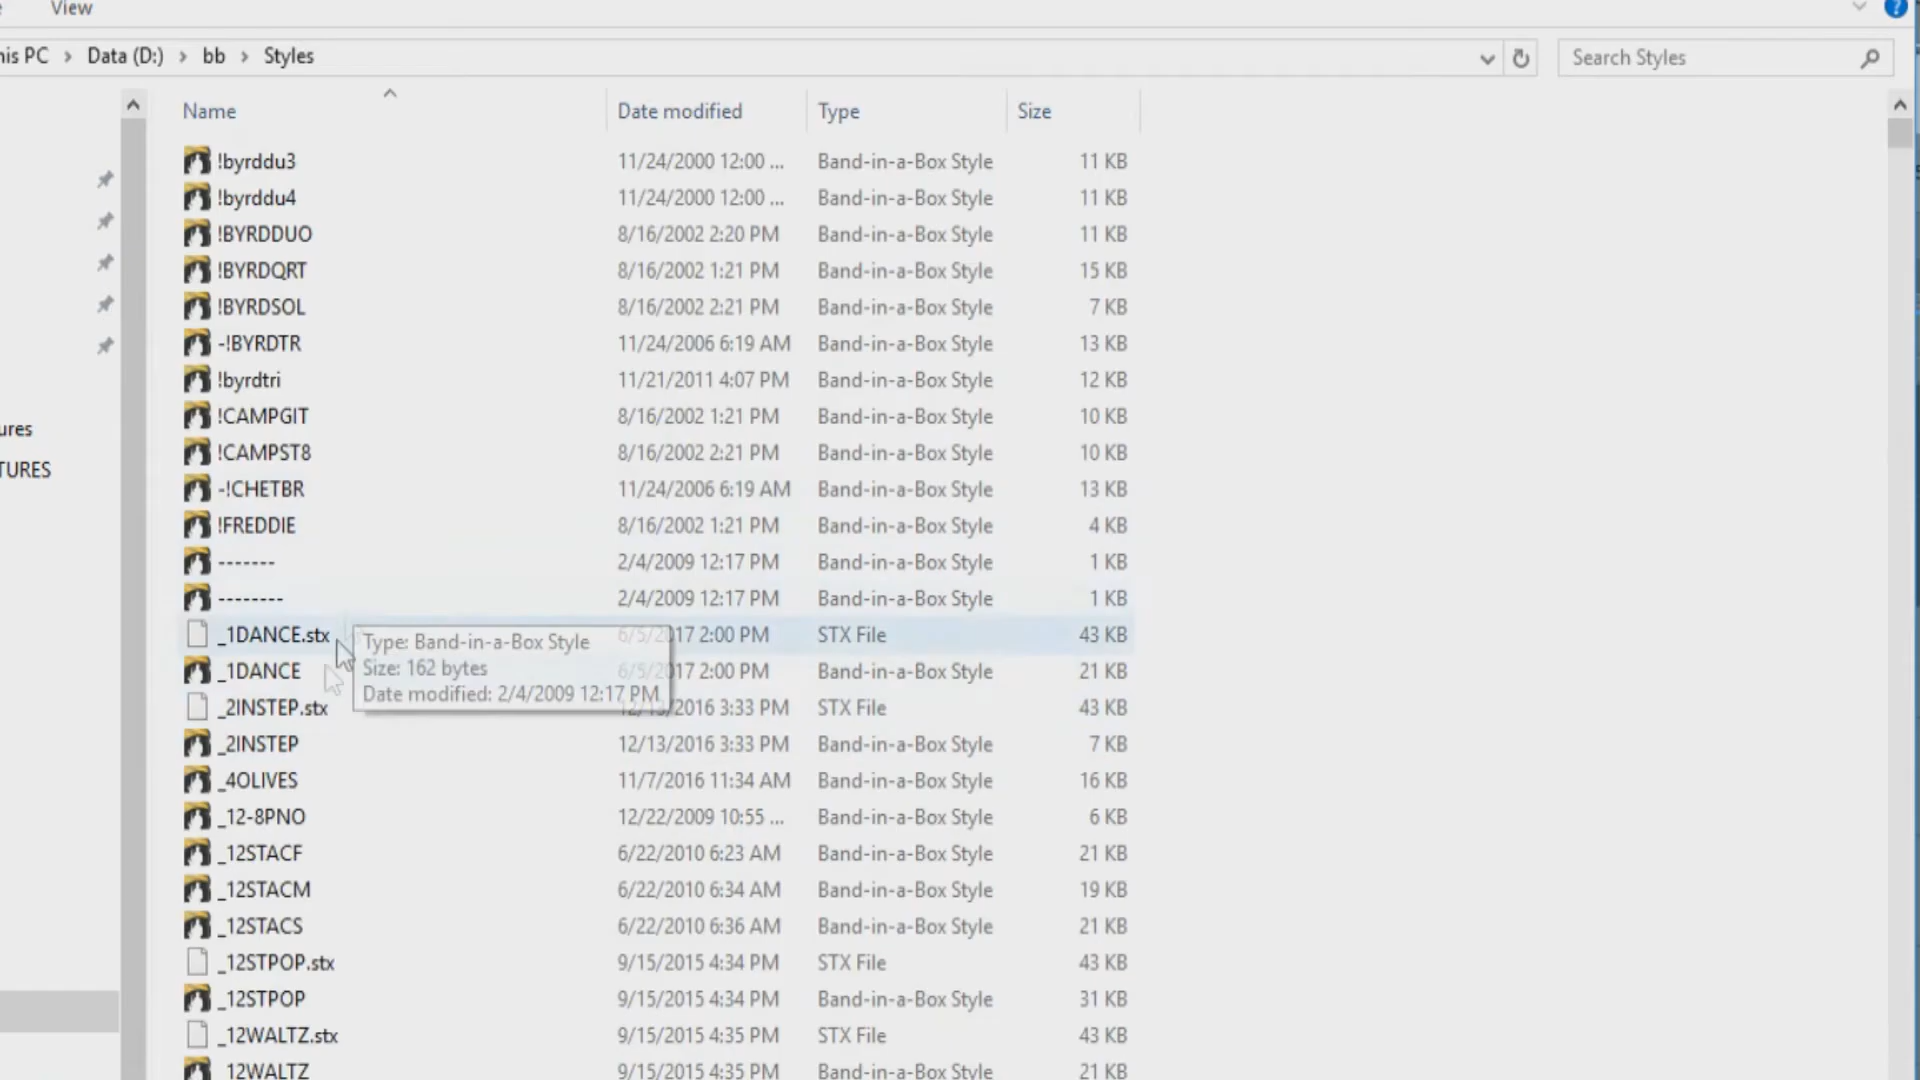 View
his PC > Data (D:) > bb > Styles
Search Styles
Name Date modified Type Size
!byrddu3 11/24/2000 12:00 ... Band-in-a-Box Style 11 KB
!byrddu4 11/24/2000 12:00 ... Band-in-a-Box Style 11 KB
!BYRDDUO 8/16/2002 2:20 PM Band-in-a-Box Style 11 KB
!BYRDQRT 8/16/2002 1:21 PM Band-in-a-Box Style 15 KB
!BYRDSOL 8/16/2002 2:21 PM Band-in-a-Box Style 7 KB
-!BYRDTR 11/24/2006 6:19 AM Band-in-a-Box Style 13 KB
!byrdtri 11/21/2011 4:07 PM Band-in-a-Box Style 12 KB
!CAMPGIT 8/16/2002 1:21 PM Band-in-a-Box Style 10 KB
ures
!CAMPST8 8/16/2002 2:21 PM Band-in-a-Box Style 10 KB
TURES
-!CHETBR 11/24/2006 6:19 AM Band-in-a-Box Style 13 KB
!FREDDIE 8/16/2002 1:21 PM Band-in-a-Box Style 4 KB
------- 2/4/2009 12:17 PM Band-in-a-Box Style 1 KB
-------- 2/4/2009 12:17 PM Band-in-a-Box Style 1 KB
_1DANCE.stx 6/5/2017 2:00 PM STX File 43 KB
Type: Band-in-a-Box Style
Size: 162 bytes
Date modified: 2/4/2009 12:17 PM
_1DANCE 6/5/2017 2:00 PM Band-in-a-Box Style 21 KB
_2INSTEP.stx 12/13/2016 3:33 PM STX File 43 KB
_2INSTEP 12/13/2016 3:33 PM Band-in-a-Box Style 7 KB
_4OLIVES 11/7/2016 11:34 AM Band-in-a-Box Style 16 KB
_12-8PNO 12/22/2009 10:55 ... Band-in-a-Box Style 6 KB
_12STACF 6/22/2010 6:23 AM Band-in-a-Box Style 21 KB
_12STACM 6/22/2010 6:34 AM Band-in-a-Box Style 19 KB
_12STACS 6/22/2010 6:36 AM Band-in-a-Box Style 21 KB
_12STPOP.stx 9/15/2015 4:34 PM STX File 43 KB
_12STPOP 9/15/2015 4:34 PM Band-in-a-Box Style 31 KB
_12WALTZ.stx 9/15/2015 4:35 PM STX File 43 KB
_12WALTZ 9/15/2015 4:35 PM Band-in-a-Box Style 21 KB